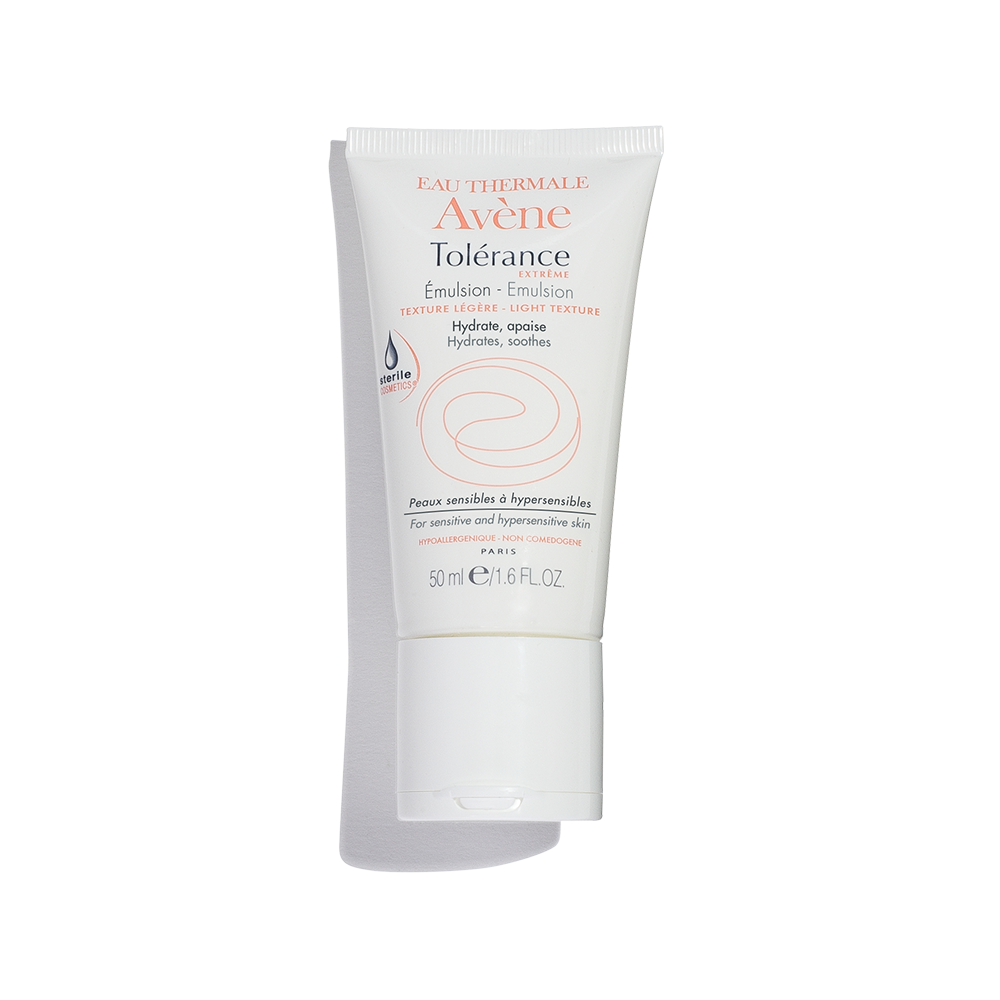 EAU THERMALE
Avène
Tolérance
EXTRÊME
Émulsion - Emulsion
TEXTURE LÉGÈRE - LIGHT TEXTURE
Hydrate, apaise
Hydrates, soothes
sterile
COSMETICS®
Peaux sensibles à hypersensibles
For sensitive and hypersensitive skin
HYPOALLERGENIQUE - NON COMEDOGENE
PARIS
50 ml ℮/1.6 FL.OZ.